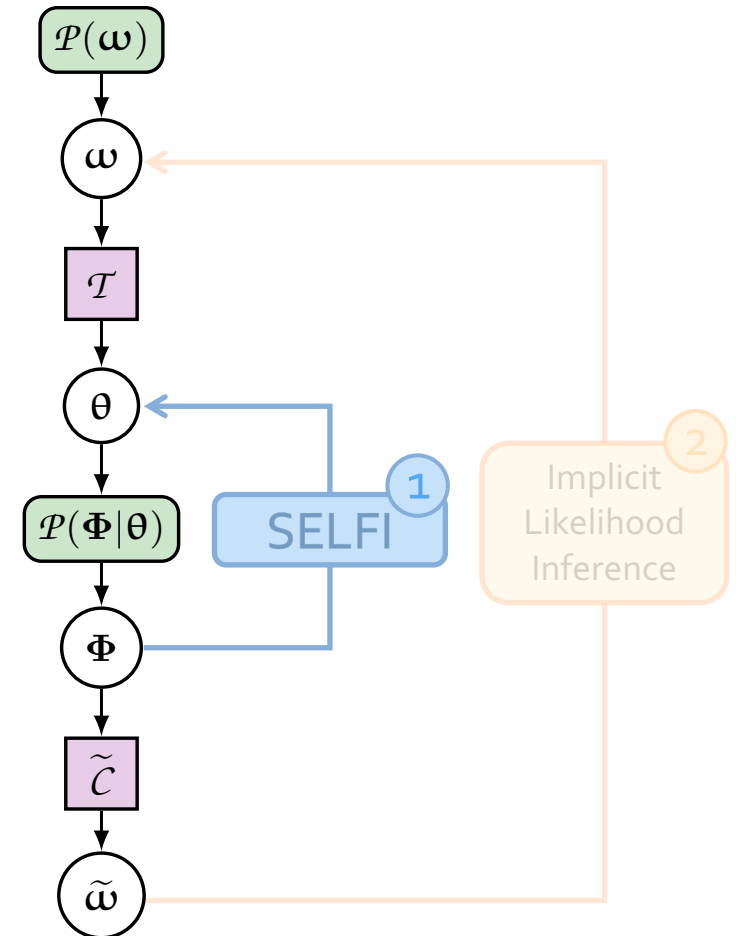 𝒫(ω)
ω
𝒯
θ
𝒫(Φ|θ)
1
SELFI
2
Implicit
Likelihood
Inference
Φ
C̃
ω̃